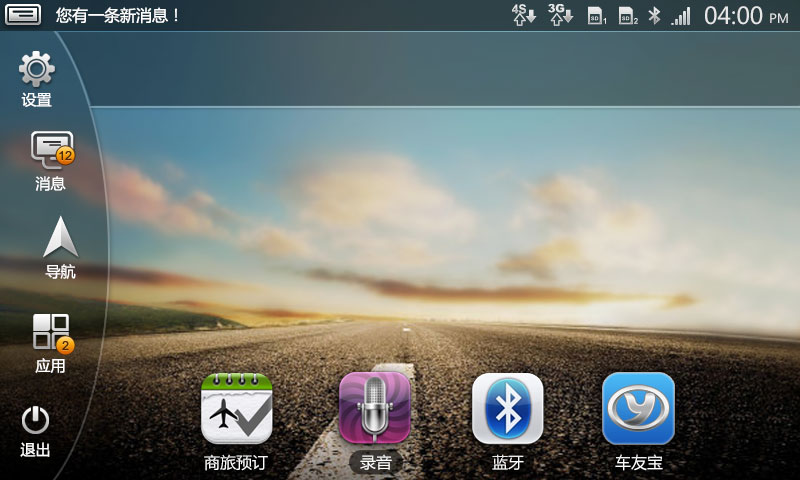 您有一条新消息！
4S
3G
SD
1
SD
2
04:00 PM
设置
12
消息
导航
2
应用
退出
商旅预订
录音
蓝牙
车友宝